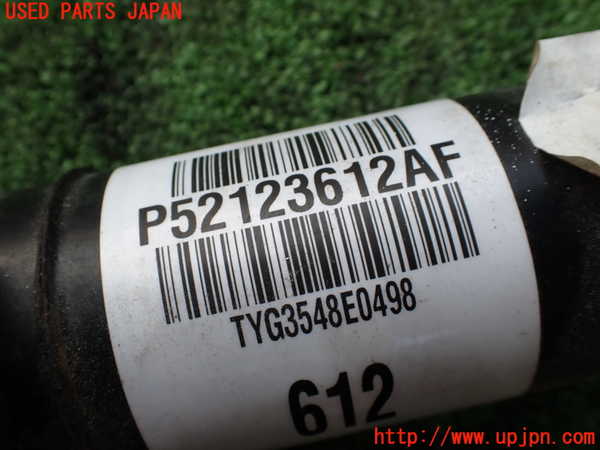 USED PARTS JAPAN
P52123612AF
TYG3548E0498
612
http://www.upjpn.com/